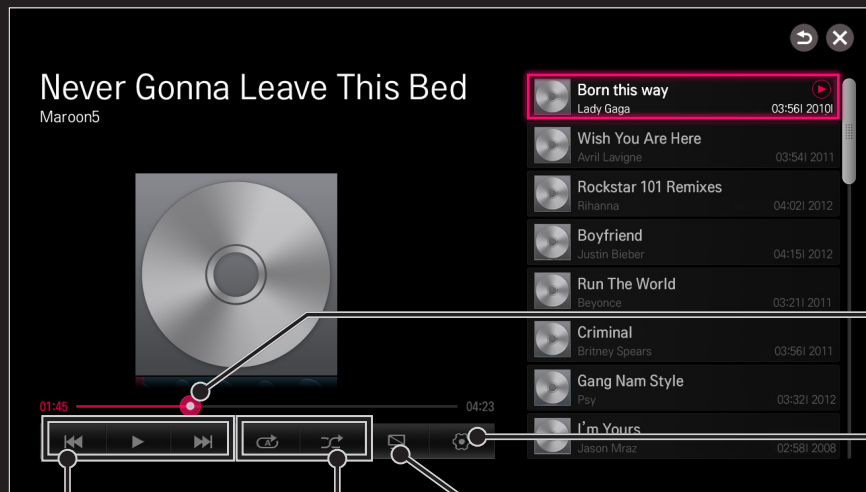 Never Gonna Leave This Bed
Maroon5
01:45
04:23
A
Born this way
Lady Gaga 03:56| 2010|
Wish You Are Here
Avril Lavigne 03:54| 2011
Rockstar 101 Remixes
Rihanna 04:02| 2012
Boyfriend
Justin Bieber 04:15| 2012
Run The World
Beyonce 03:21| 2011
Criminal
Britney Spears 03:56| 2011
Gang Nam Style
Psy 03:32| 2012
I'm Yours
Jason Mraz 02:58| 2008